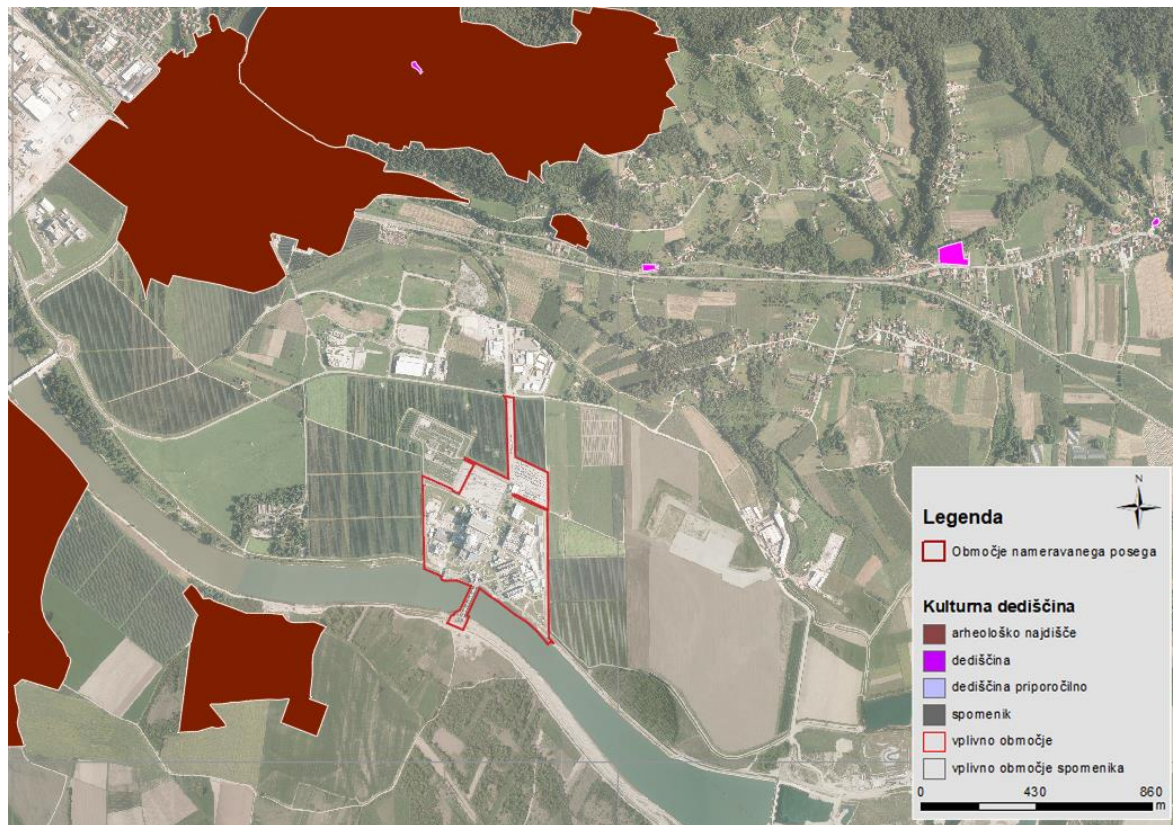 N
Legenda
Območje nameravanega posega
Kulturna dediščina
arheološko najdišče
dediščina
dediščina priporočilno
spomenik
vplivno območje
vplivno območje spomenika
0 430 860
m